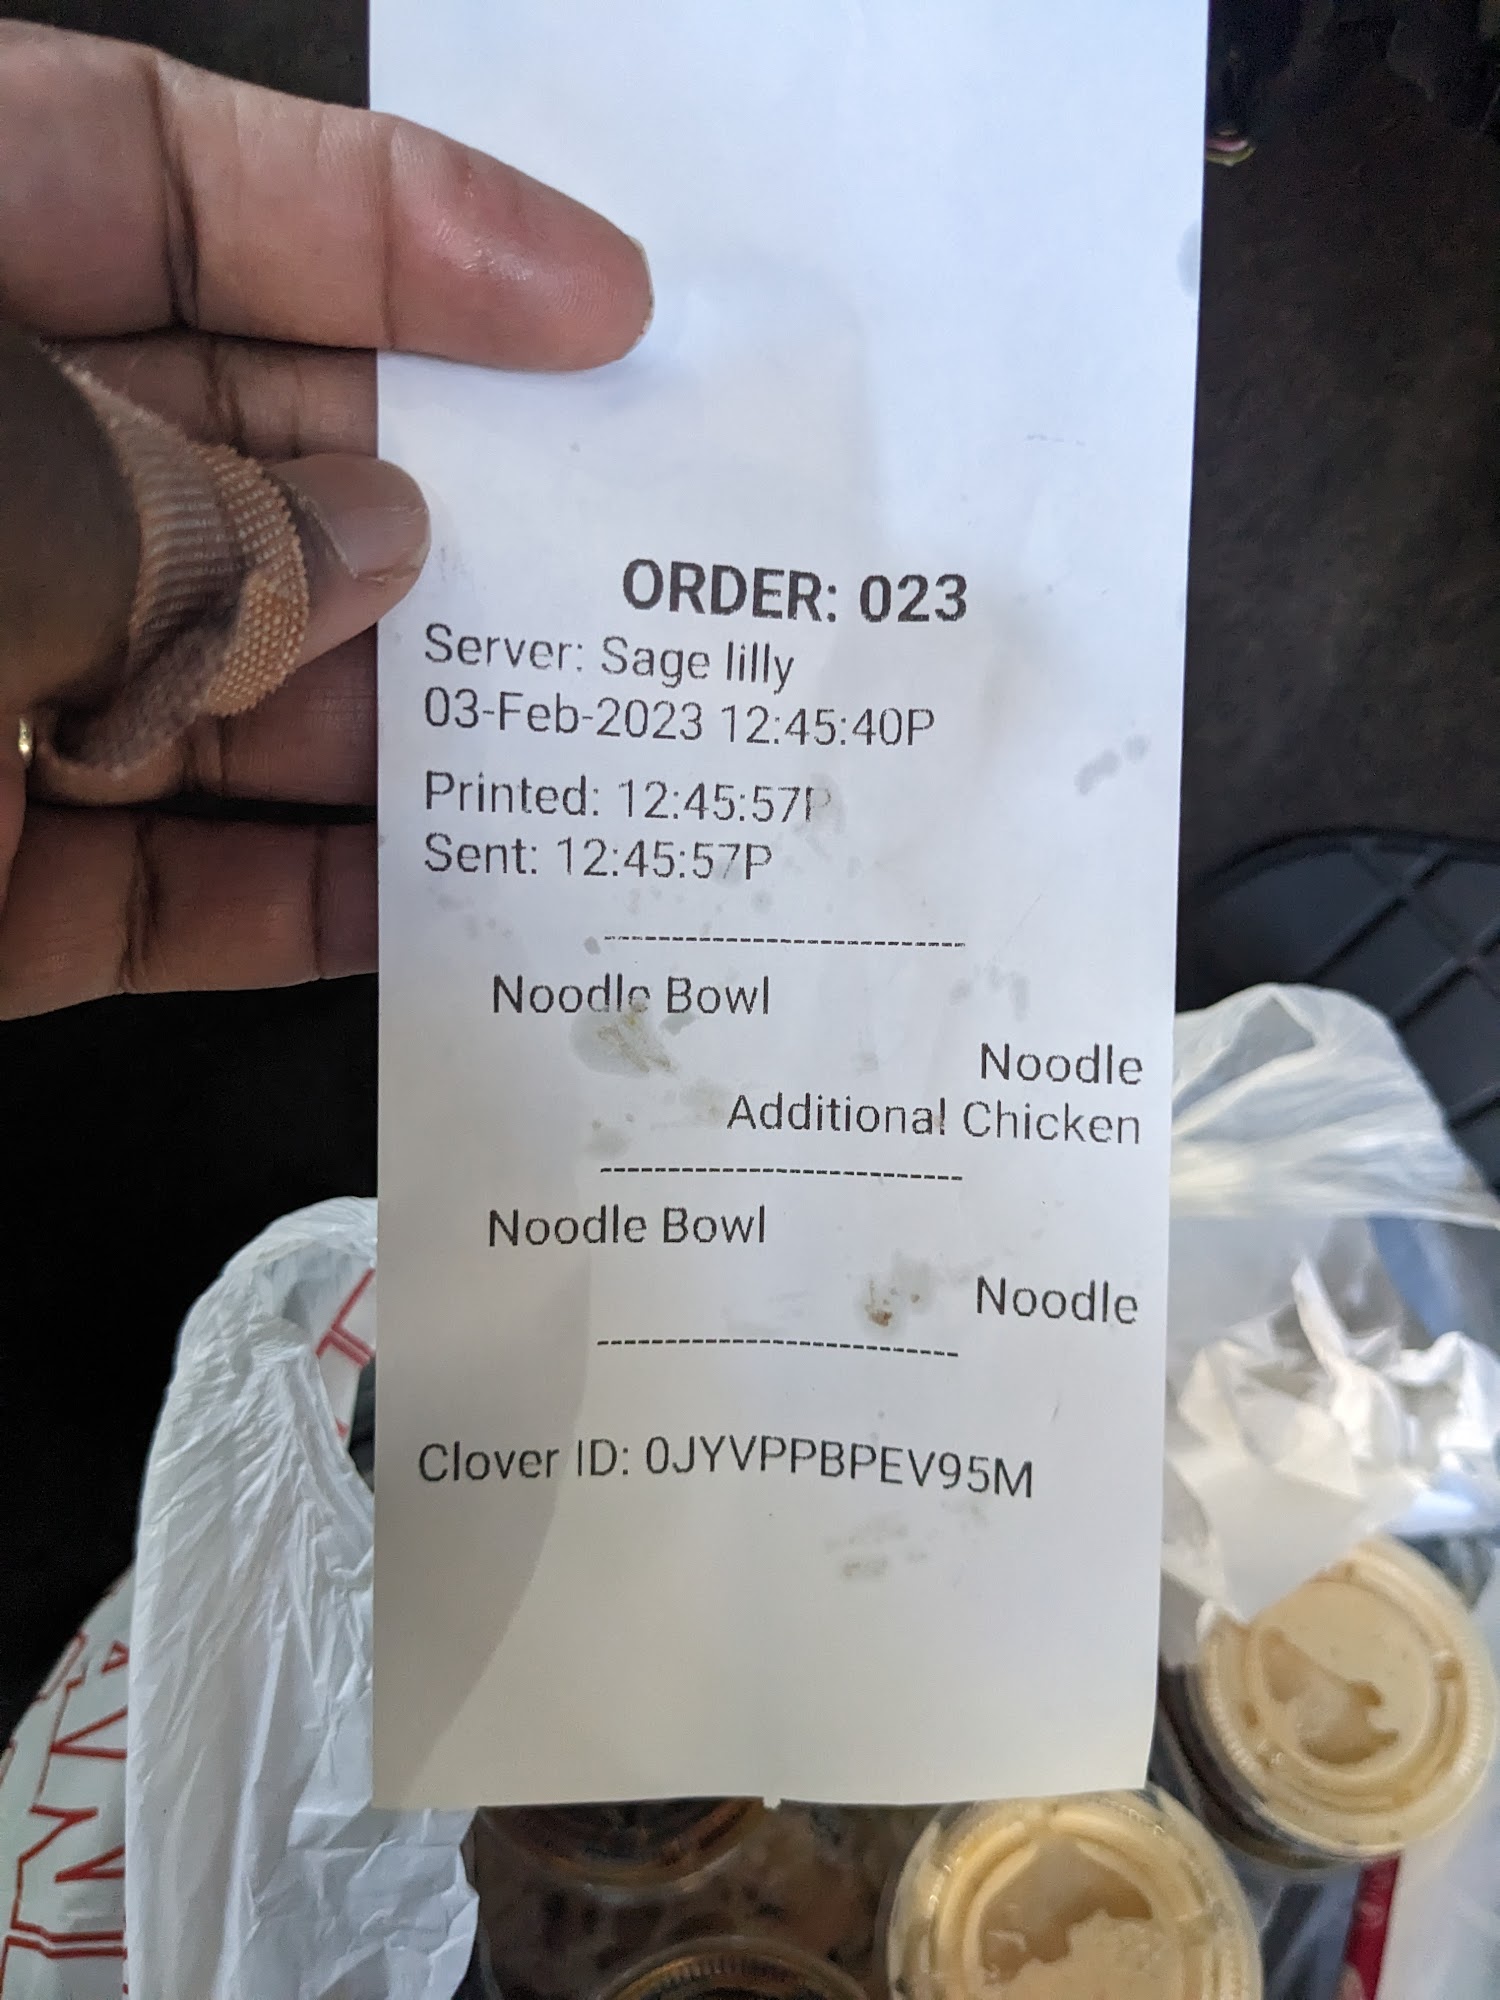 ORDER: 023
Server: Sage lilly
03-Feb-2023 12:45:40P
Printed: 12:45:57P
Sent: 12:45:57P
-------------------------
Noodle Bowl
Noodle
Additional Chicken
-------------------------
Noodle Bowl
Noodle
-------------------------
Clover ID: 0JYVPPBPEV95M